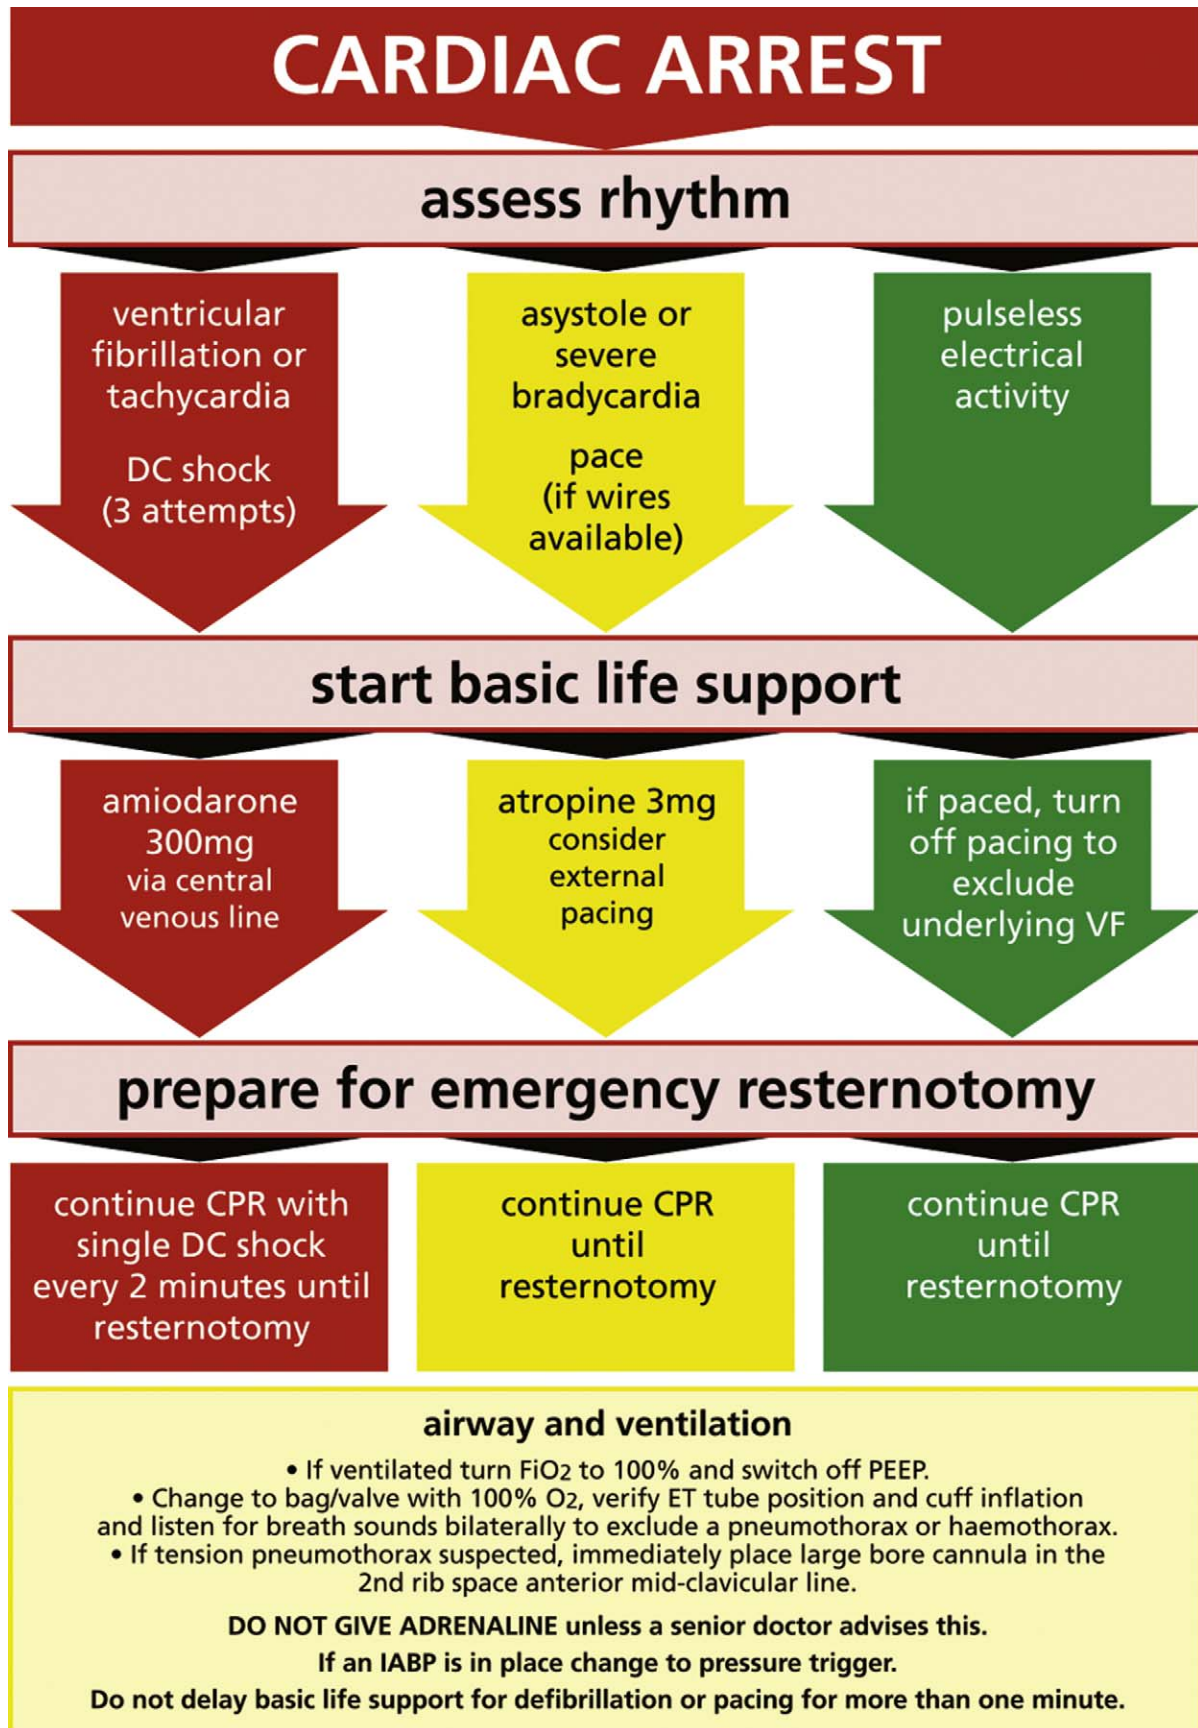 CARDIAC ARREST
assess rhythm
ventricular
fibrillation or
tachycardia
DC shock
(3 attempts)
asystole or
severe
bradycardia
pace
(if wires
available)
pulseless
electrical
activity
start basic life support
amiodarone
300mg
via central
venous line
atropine 3mg
consider
external
pacing
if paced, turn
off pacing to
exclude
underlying VF
prepare for emergency resternotomy
continue CPR with
single DC shock
every 2 minutes until
resternotomy
continue CPR
until
resternotomy
continue CPR
until
resternotomy
airway and ventilation
• If ventilated turn FiO2 to 100% and switch off PEEP.
• Change to bag/valve with 100% O2, verify ET tube position and cuff inflation
and listen for breath sounds bilaterally to exclude a pneumothorax or haemothorax.
• If tension pneumothorax suspected, immediately place large bore cannula in the
2nd rib space anterior mid-clavicular line.
DO NOT GIVE ADRENALINE unless a senior doctor advises this.
If an IABP is in place change to pressure trigger.
Do not delay basic life support for defibrillation or pacing for more than one minute.